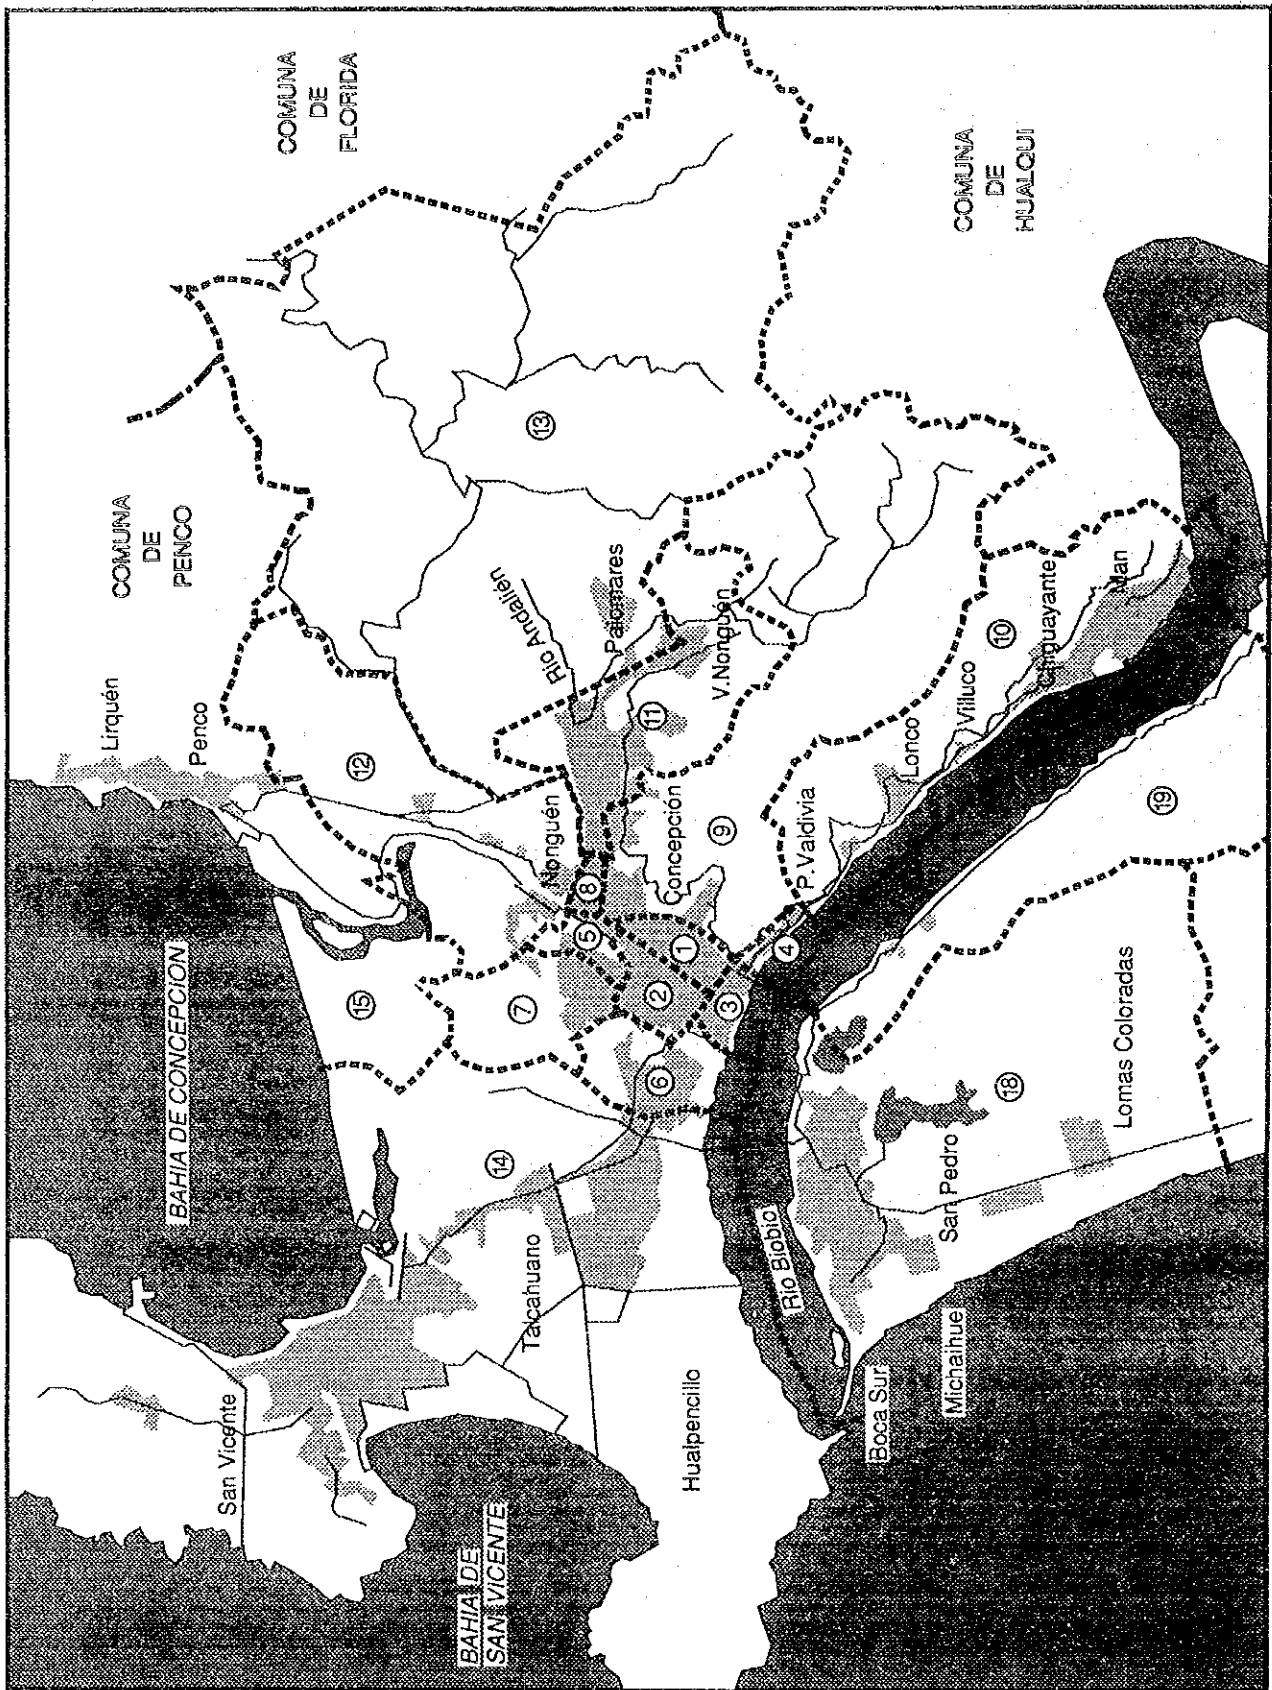 COMUNA
DE
FLORIDA
COMUNA
DE
PENCO
COMUNA
DE
HUALQUI
Lirquén
Penco
BAHIA DE CONCEPCION
San Vicente
BAHIA DE
SAN VICENTE
Talcahuano
Hualpencillo
Río Andalién
Palomares
V.Nonguén
Nonguén
Concepción
P.Valdivia
Lonco
Villuco
Chiguayante
Man
Río Biobío
Boca Sur
Michaihue
San Pedro
Lomas Coloradas
1
2
3
4
5
6
7
8
9
10
11
12
13
14
15
18
19